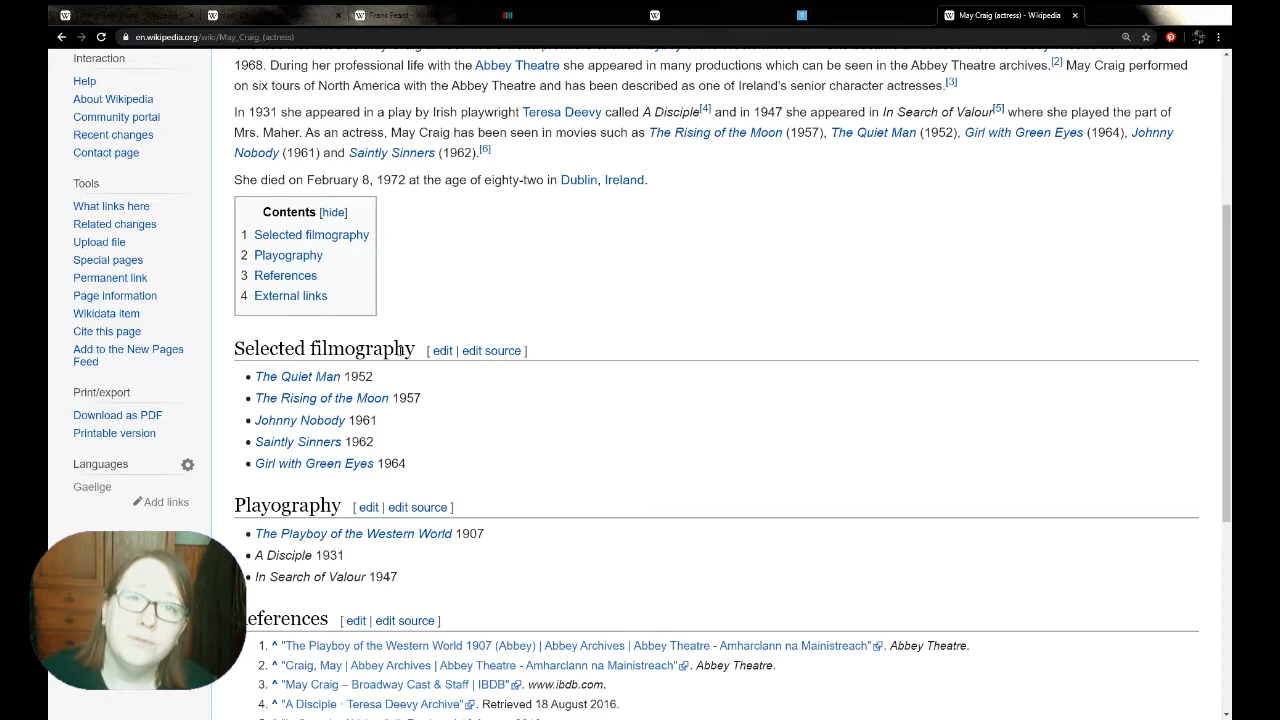 Frank Peard - Wo
May Craig (actress) - Wikipedia
en.wikipedia.org/wiki/May_Craig_(actress)
Interaction
Help
About Wikipedia
Community portal
Recent changes
Contact page
Tools
What links here
Related changes
Upload file
Special pages
Permanent link
Page information
Wikidata item
Cite this page
Add to the New Pages
Feed
Print/export
Download as PDF
Printable version
Languages
Gaeilge
Add links
1968. During her professional life with the Abbey Theatre she appeared in many productions which can be seen in the Abbey Theatre archives.[2] May Craig performed
on six tours of North America with the Abbey Theatre and has been described as one of Ireland's senior character actresses.[3]
In 1931 she appeared in a play by Irish playwright Teresa Deevy called A Disciple[4] and in 1947 she appeared in In Search of Valour[5] where she played the part of
Mrs. Maher. As an actress, May Craig has been seen in movies such as The Rising of the Moon (1957), The Quiet Man (1952), Girl with Green Eyes (1964), Johnny
Nobody (1961) and Saintly Sinners (1962).[6]
She died on February 8, 1972 at the age of eighty-two in Dublin, Ireland.
Contents [hide]
1 Selected filmography
2 Playography
3 References
4 External links
Selected filmography [ edit | edit source ]
• The Quiet Man 1952
• The Rising of the Moon 1957
• Johnny Nobody 1961
• Saintly Sinners 1962
• Girl with Green Eyes 1964
Playography [ edit | edit source ]
• The Playboy of the Western World 1907
• A Disciple 1931
• In Search of Valour 1947
eferences [ edit | edit source ]
1. ^ "The Playboy of the Western World 1907 (Abbey) | Abbey Archives | Abbey Theatre - Amharclann na Mainistreach". Abbey Theatre.
2. ^ "Craig, May | Abbey Archives | Abbey Theatre - Amharclann na Mainistreach". Abbey Theatre.
3. ^ "May Craig – Broadway Cast & Staff | IBDB". www.ibdb.com.
4. ^ "A Disciple · Teresa Deevy Archive". Retrieved 18 August 2016.